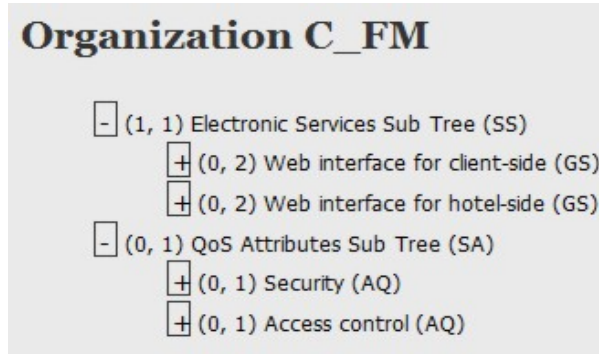 Organization C_FM
- (1, 1) Electronic Services Sub Tree (SS)
+ (0, 2) Web interface for client-side (GS)
+ (0, 2) Web interface for hotel-side (GS)
- (0, 1) QoS Attributes Sub Tree (SA)
+ (0, 1) Security (AQ)
+ (0, 1) Access control (AQ)